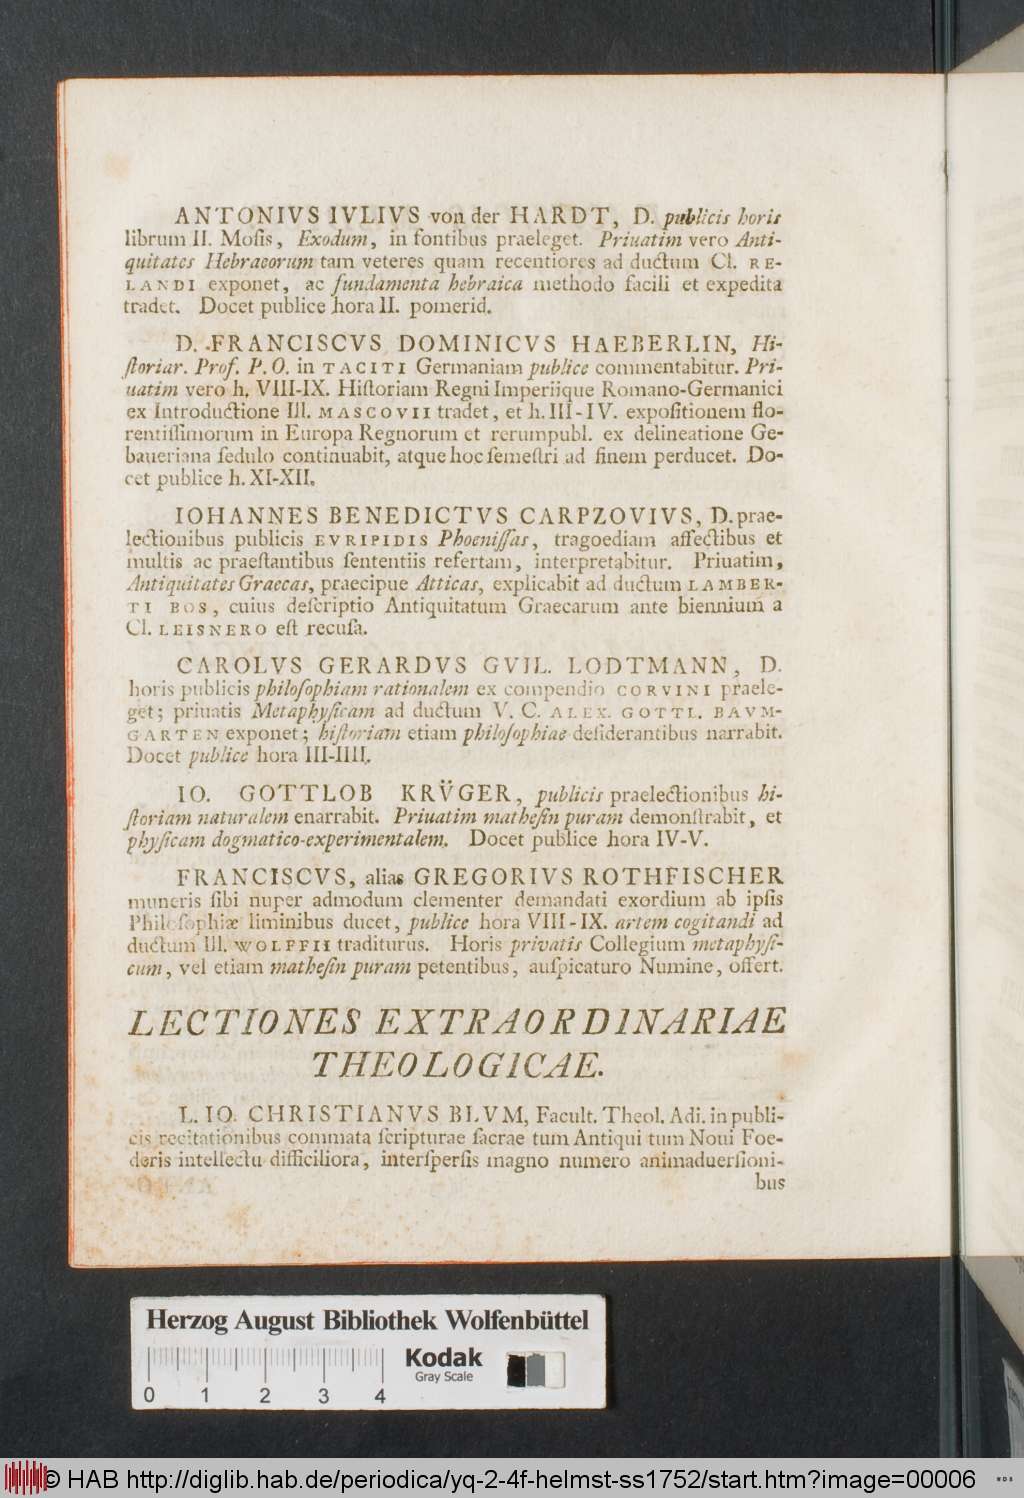 ANTONIVS IVLIVS von der HARDT, D. publicis horis
librum II. Moſis, Exodum, in fontibus praeleget. Priuatim vero Anti-
quitates Hebraeorum tam veteres quam recentiores ad ductum Cl. RE-
LANDI exponet, ac fundamenta hebraica methodo facili et expedita
tradet. Docet publice hora II. pomerid.
D. FRANCISCVS DOMINICVS HAEBERLIN, Hi-
ſtoriar. Prof. P. O. in TACITI Germaniam publice commentabitur. Pri-
uatim vero h. VIII-IX. Hiſtoriam Regni Imperiique Romano-Germanici
ex Introductione Ill. MASCOVII tradet, et h. III-IV. expoſitionem flo-
rentiſſimorum in Europa Regnorum et rerumpubl. ex delineatione Ge-
baueriana ſedulo continuabit, atque hoc ſemeſtri ad finem perducet. Do-
cet publice h. XI-XII.
IOHANNES BENEDICTVS CARPZOVIVS, D. prae-
lectionibus publicis EVRIPIDIS Phoeniſſas, tragoediam affectibus et
multis ac praeſtantibus ſententiis refertam, interpretabitur. Priuatim,
Antiquitates Graecas, praecipue Atticas, explicabit ad ductum LAMBER-
TI BOS, cuius deſcriptio Antiquitatum Graecarum ante biennium a
Cl. LEISNERO eſt recuſa.
CAROLVS GERARDVS GVIL. LODTMANN, D.
horis publicis philoſophiam rationalem ex compendio CORVINI praele-
get; priuatis Metaphyſicam ad ductum V. C. ALEX. GOTTL. BAVM-
GARTEN exponet; hiſtoriam etiam philoſophiae deſiderantibus narrabit.
Docet publice hora III-IIII.
IO. GOTTLOB KRÜGER, publicis praelectionibus hi-
ſtoriam naturalem enarrabit. Priuatim matheſin puram demonſtrabit, et
phyſicam dogmatico-experimentalem. Docet publice hora IV-V.
FRANCISCVS, alias GREGORIVS ROTHFISCHER
muneris ſibi nuper admodum clementer demandati exordium ab ipſis
Philoſophiæ liminibus ducet, publice hora VIII-IX. artem cogitandi ad
ductum Ill. WOLFFII traditurus. Horis privatis Collegium metaphyſi-
cum, vel etiam matheſin puram petentibus, auſpicaturo Numine, offert.
LECTIONES EXTRAORDINARIAE
THEOLOGICAE.
L. IO. CHRISTIANVS BLVM, Facult. Theol. Adi. in publi-
cis recitationibus commata ſcripturae ſacrae tum Antiqui tum Noui Foe-
deris intellectu difficiliora, interſperſis magno numero animaduerſioni-
bus
Herzog August Bibliothek Wolfenbüttel
0 1 2 3 4 Kodak
Gray Scale
© HAB http://diglib.hab.de/periodica/yq-2-4f-helmst-ss1752/start.htm?image=00006